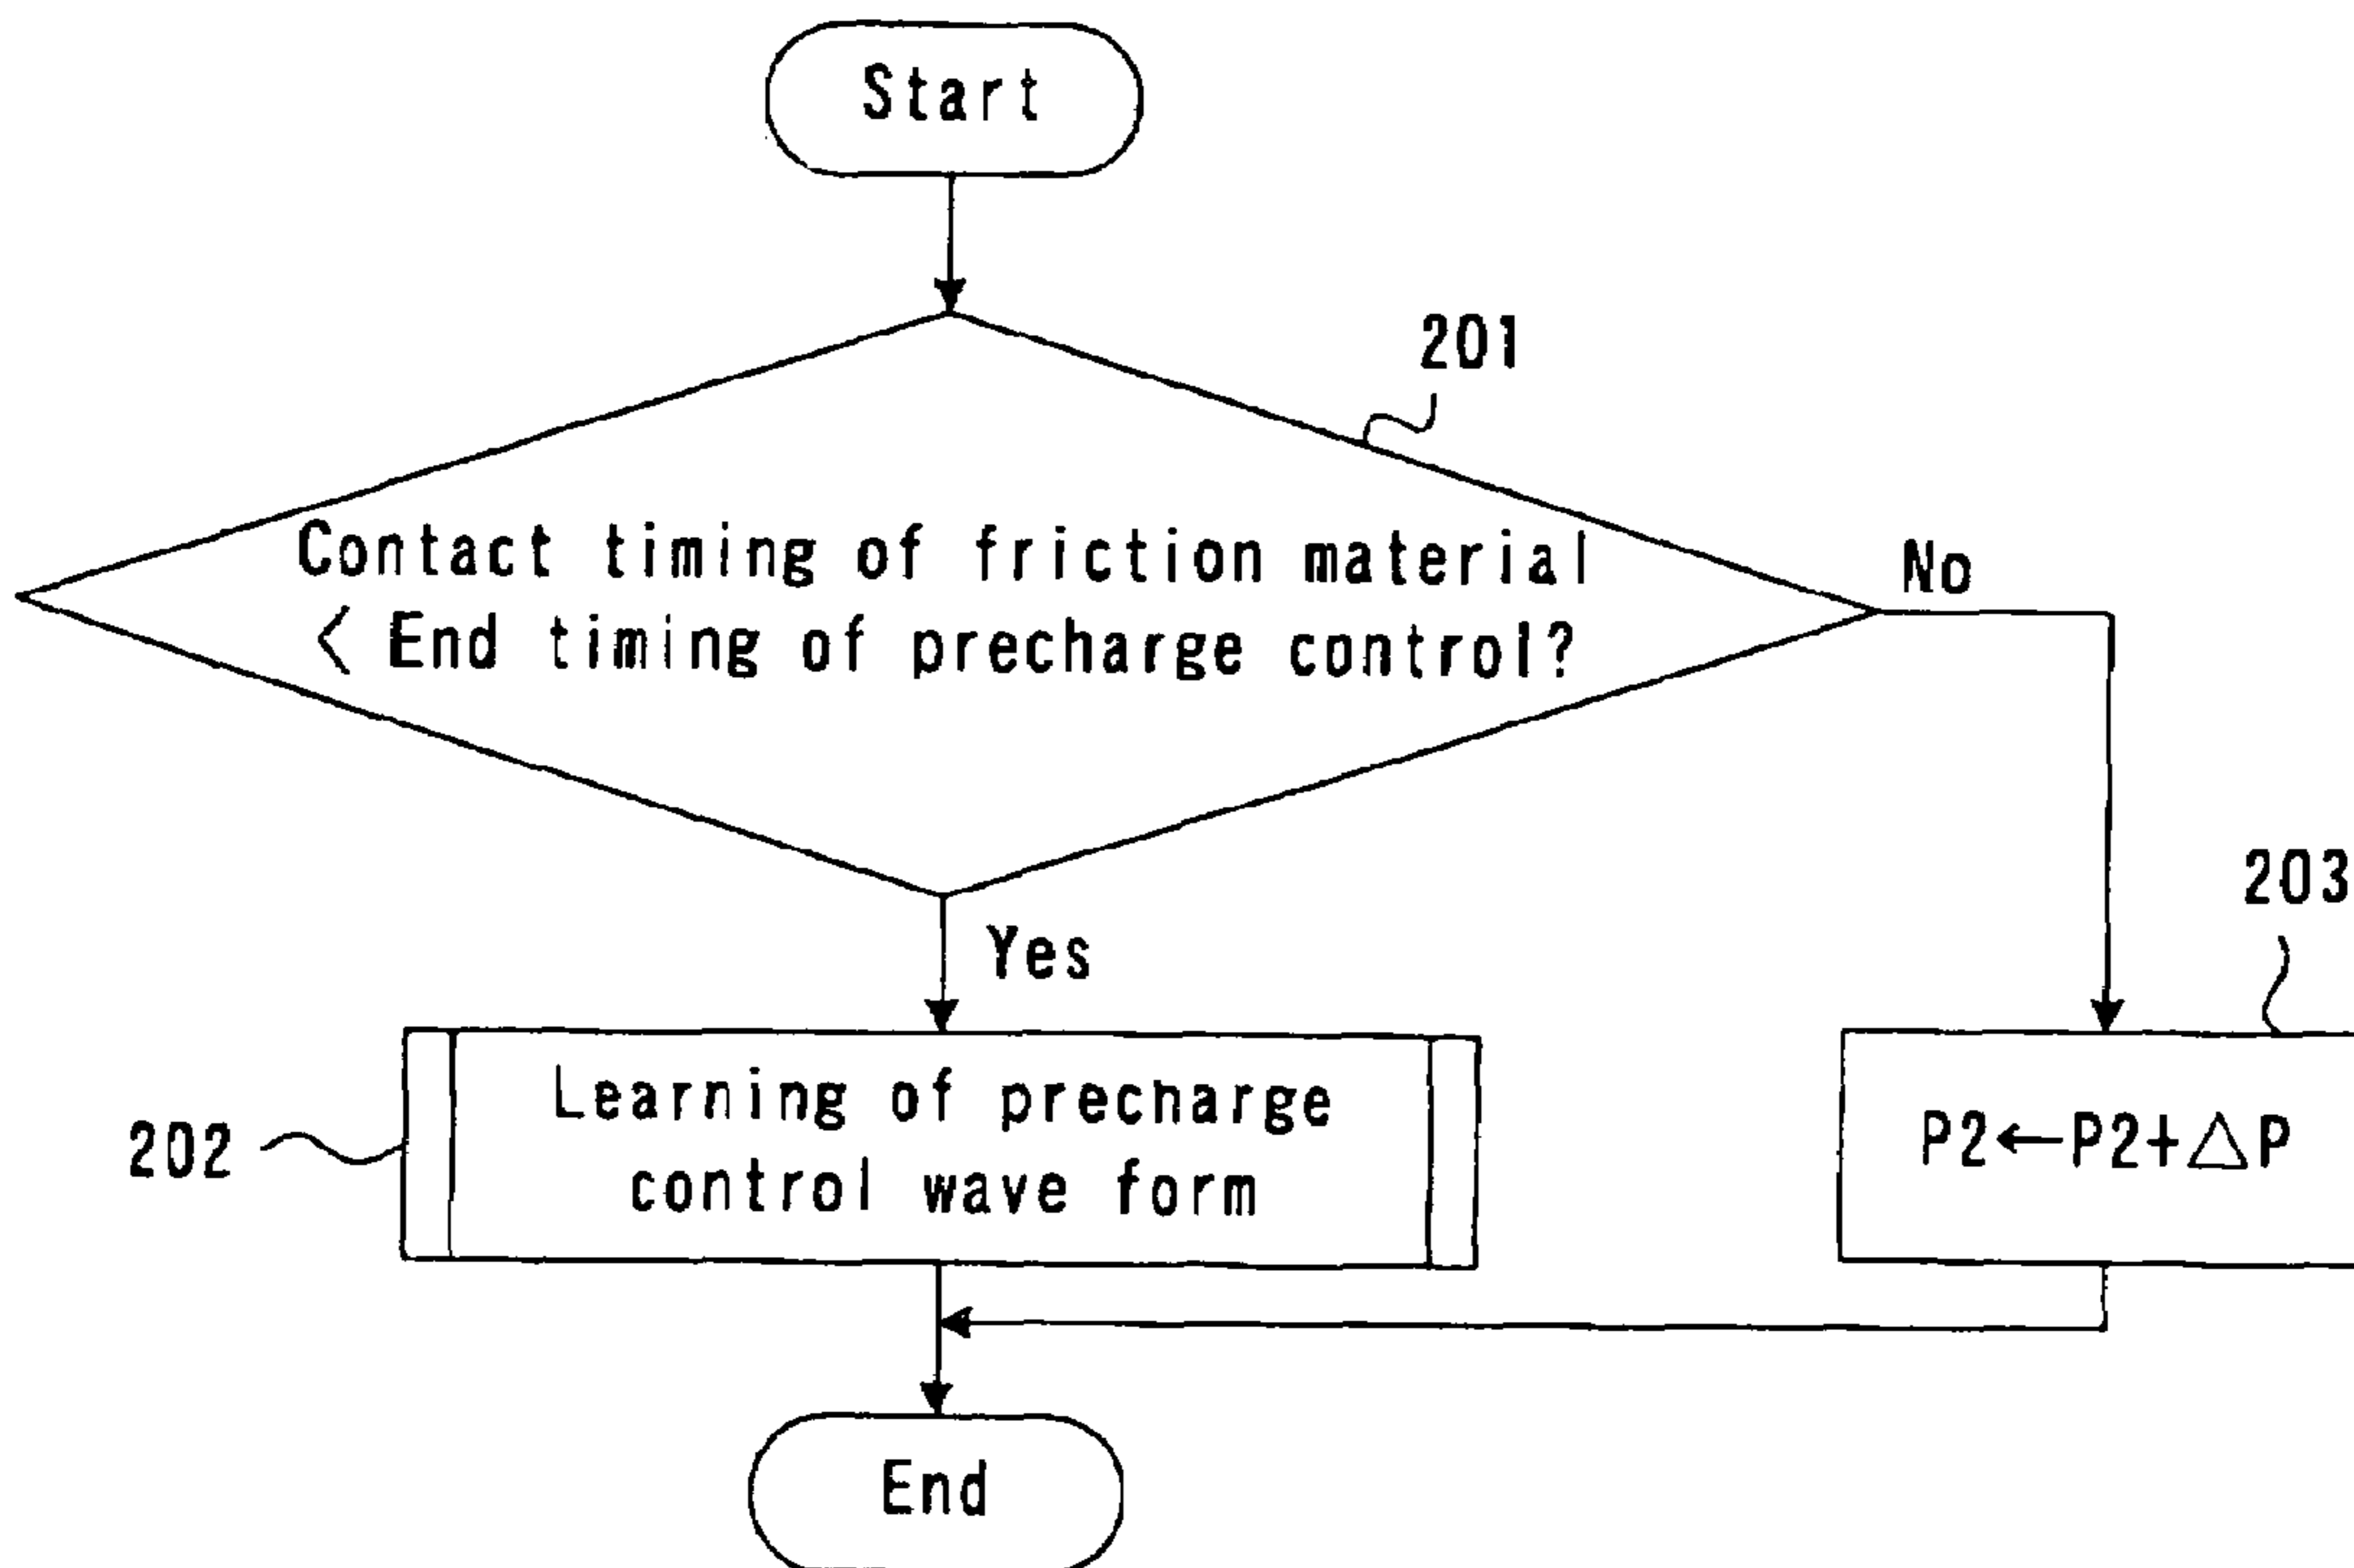 Start
201
Contact timing of friction material
< End timing of precharge control?
No
Yes
203
Learning of precharge
control wave form
202
P2←P2+△P
End